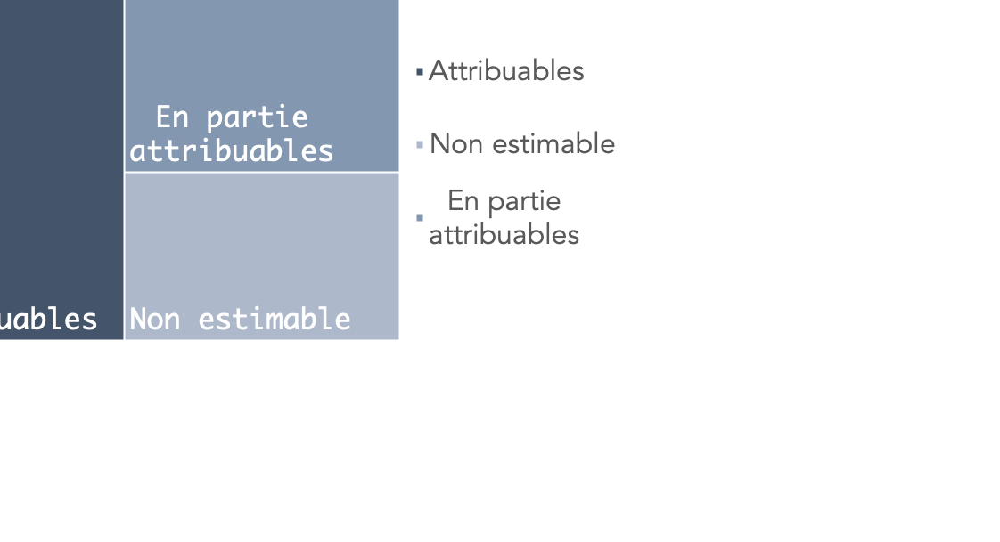 En partie
attribuables
uables
Non estimable
Attribuables
Non estimable
En partie
attribuables